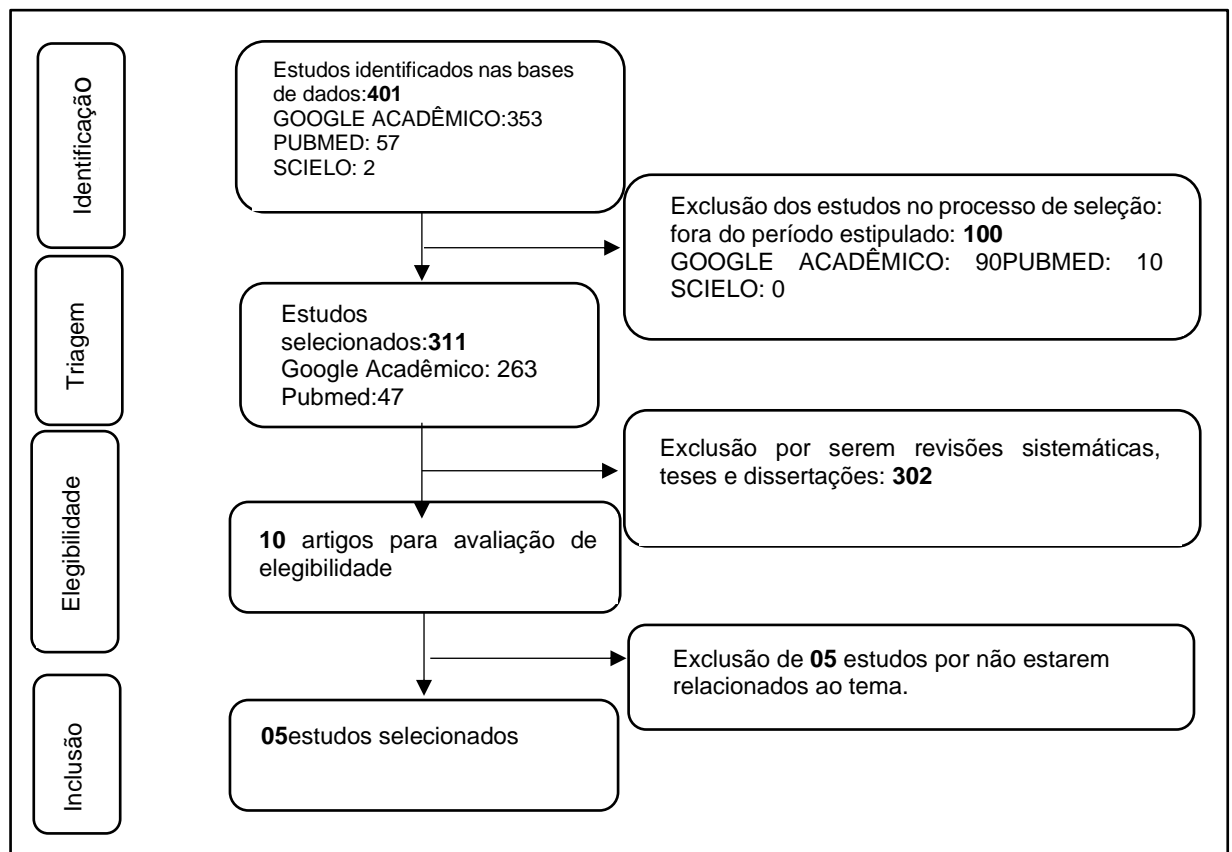 Identificação
Estudos identificados nas bases
de dados:401
GOOGLE ACADÊMICO:353
PUBMED: 57
SCIELO: 2
Exclusão dos estudos no processo de seleção:
fora do período estipulado: 100
GOOGLE ACADÊMICO: 90PUBMED: 10
SCIELO: 0
Triagem
Estudos
selecionados:311
Google Acadêmico: 263
Pubmed:47
Exclusão por serem revisões sistemáticas,
teses e dissertações: 302
Elegibilidade
10 artigos para avaliação de
elegibilidade
Exclusão de 05 estudos por não estarem
relacionados ao tema.
Inclusão
05estudos selecionados